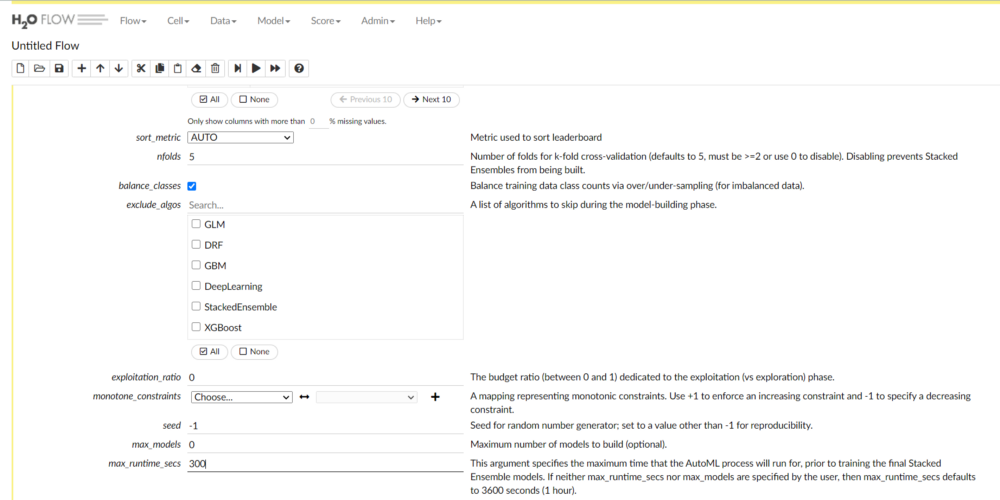 H2O FLOW Flow Cell Data Model Score Admin Help
Untitled Flow
All None Previous 10 Next 10
Only show columns with more than 0 % missing values.
sort_metric AUTO Metric used to sort leaderboard
nfolds 5 Number of folds for k-fold cross-validation (defaults to 5, must be >=2 or use 0 to disable). Disabling prevents Stacked
Ensembles from being built.
balance_classes Balance training data class counts via over/under-sampling (for imbalanced data).
exclude_algos Search... A list of algorithms to skip during the model-building phase.
GLM
DRF
GBM
DeepLearning
StackedEnsemble
XGBoost
All None
exploitation_ratio 0 The budget ratio (between 0 and 1) dedicated to the exploitation (vs exploration) phase.
monotone_constraints Choose... A mapping representing monotonic constraints. Use +1 to enforce an increasing constraint and -1 to specify a decreasing
constraint.
seed -1 Seed for random number generator; set to a value other than -1 for reproducibility.
max_models 0 Maximum number of models to build (optional).
max_runtime_secs 300 This argument specifies the maximum time that the AutoML process will run for, prior to training the final Stacked
Ensemble models. If neither max_runtime_secs nor max_models are specified by the user, then max_runtime_secs defaults
to 3600 seconds (1 hour).